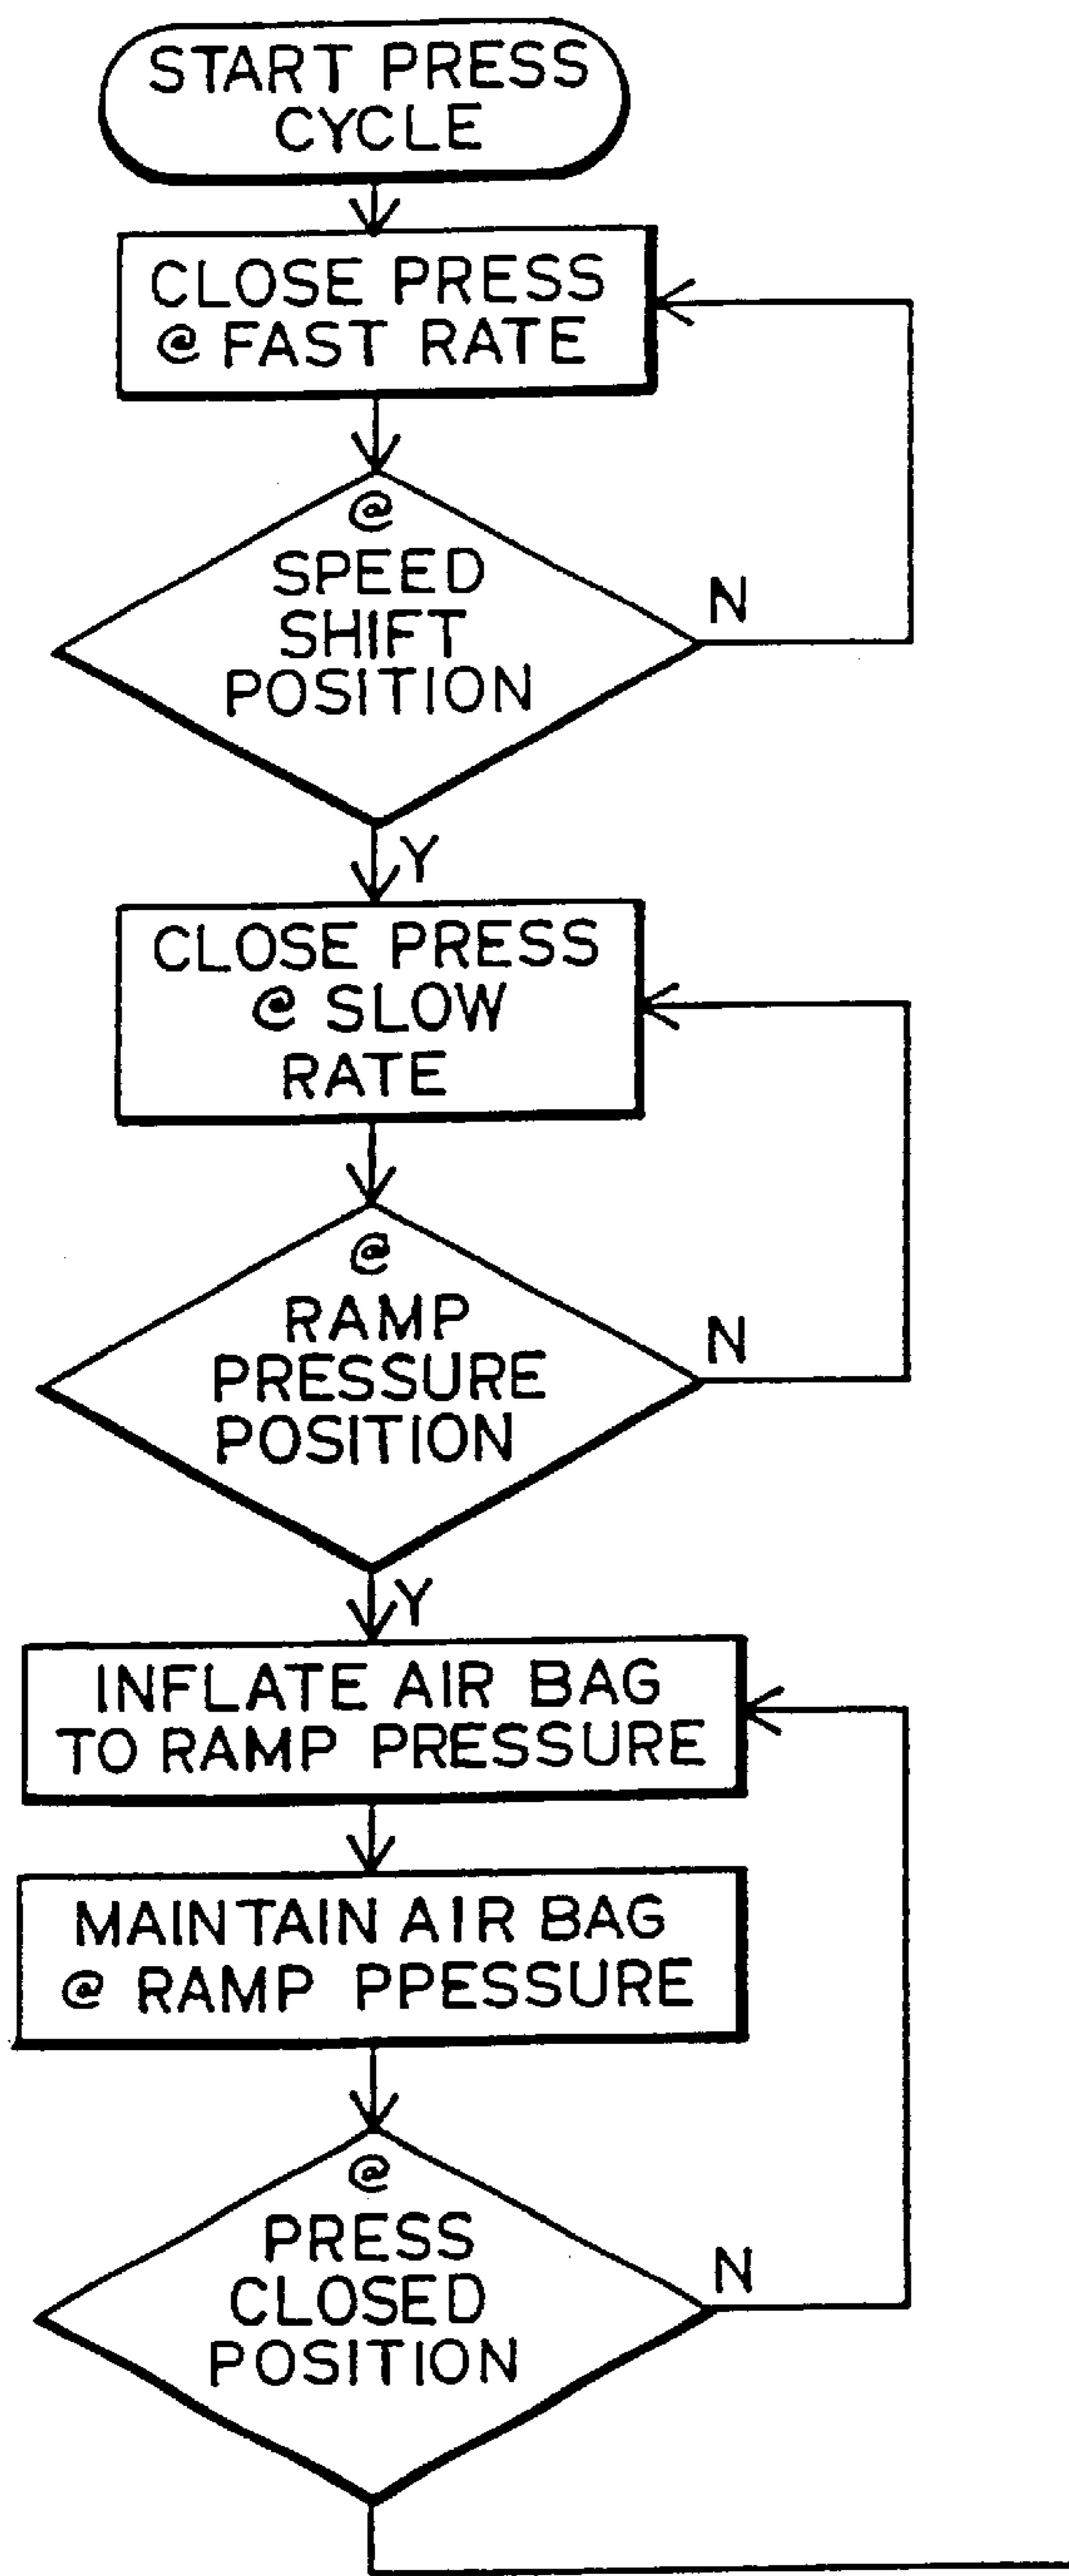 START PRESS
CYCLE
CLOSE PRESS
@ FAST RATE
@
SPEED
SHIFT
POSITION
N
Y
CLOSE PRESS
@ SLOW
RATE
@
RAMP
PRESSURE
POSITION
N
Y
INFLATE AIR BAG
TO RAMP PRESSURE
MAINTAIN AIR BAG
@ RAMP PPESSURE
@
PRESS
CLOSED
POSITION
N